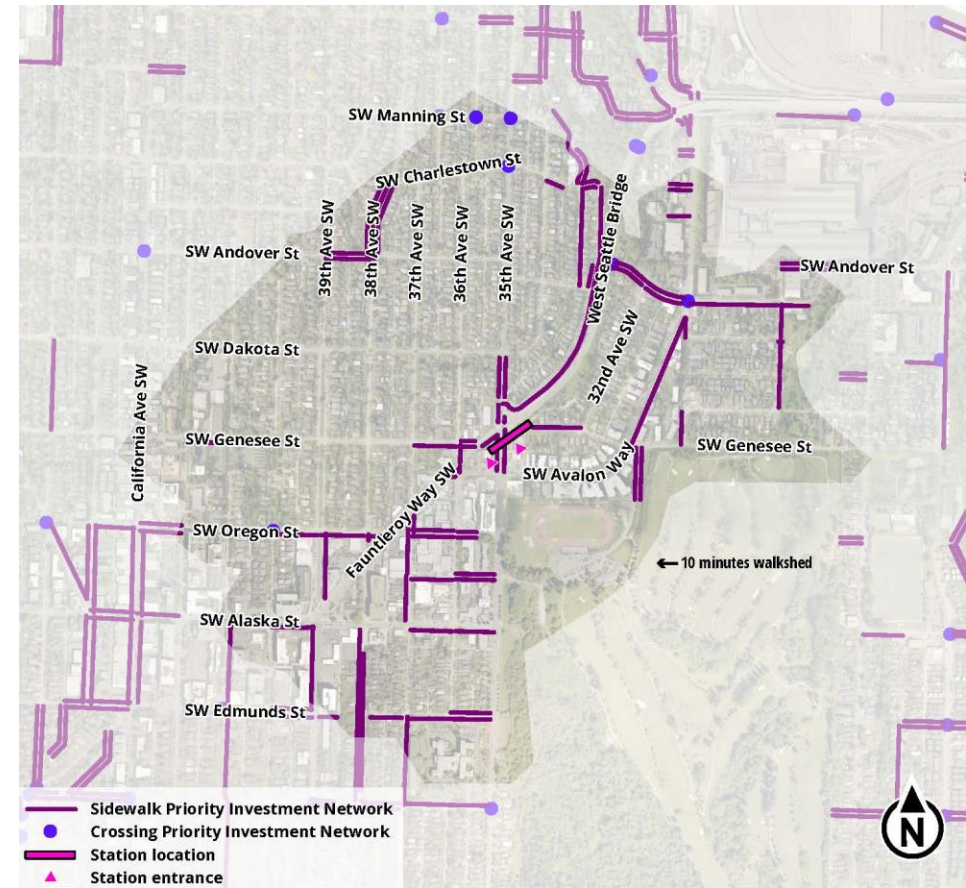 SW Manning St
SW Charlestown St
39th Ave SW
38th Ave SW
37th Ave SW
36th Ave SW
35th Ave SW
West Seattle Bridge
SW Andover St
SW Andover St
32nd Ave SW
SW Dakota St
California Ave SW
SW Genesee St
SW Genesee St
SW Avalon Way
Fauntleroy Way SW
SW Oregon St
← 10 minutes walkshed
SW Alaska St
SW Edmunds St
Sidewalk Priority Investment Network
Crossing Priority Investment Network
Station location
Station entrance
N